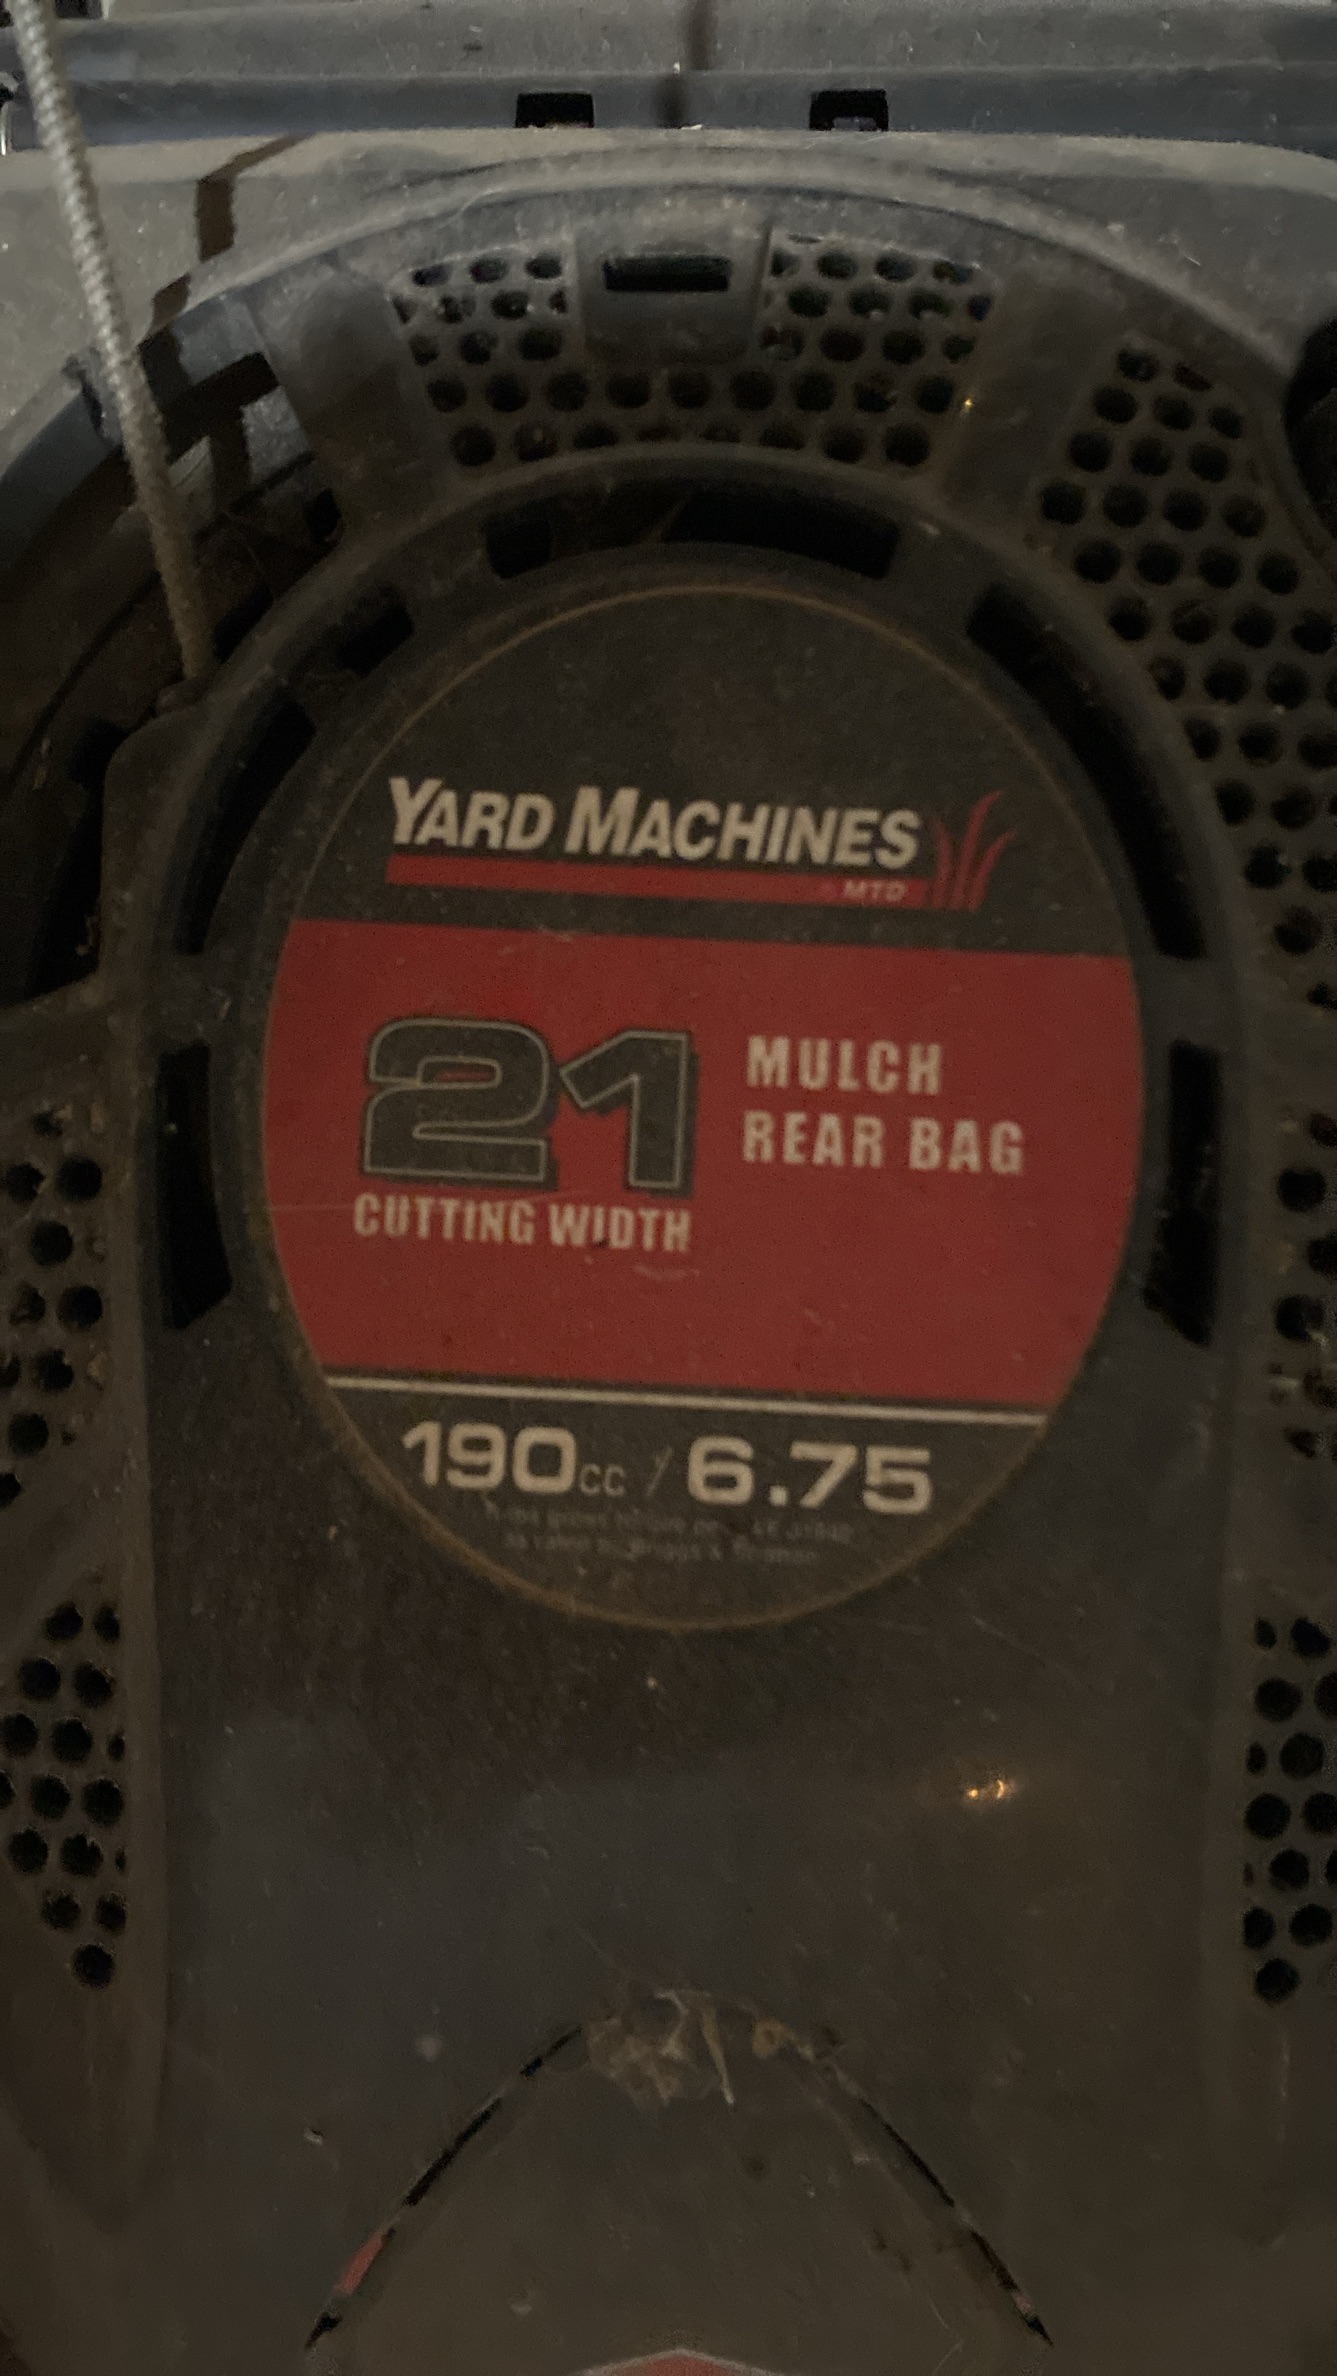 YARD MACHINES
MTD
21
CUTTING WIDTH
MULCH
REAR BAG
190cc / 6.75